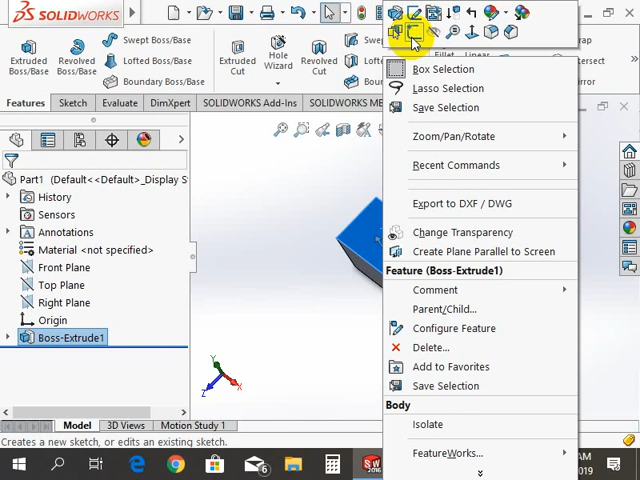 SOLIDWORKS
Extruded Boss/Base
Revolved Boss/Base
Swept Boss/Base
Lofted Boss/Base
Boundary Boss/Base
Extruded Cut
Hole Wizard
Fillet
Linear
Wrap
Features
Sketch
Evaluate
DimXpert
SOLIDWORKS Add-Ins
Part1 (Default<<Default>_Display S
History
Sensors
Annotations
Material <not specified>
Front Plane
Top Plane
Right Plane
Origin
Boss-Extrude1
Box Selection
Lasso Selection
Save Selection
Zoom/Pan/Rotate
Recent Commands
Export to DXF / DWG
Change Transparency
Create Plane Parallel to Screen
Feature (Boss-Extrude1)
Comment
Parent/Child...
Configure Feature
Delete...
Add to Favorites
Save Selection
Body
Isolate
FeatureWorks...
Model
3D Views
Motion Study 1
Creates a new sketch, or edits an existing sketch.